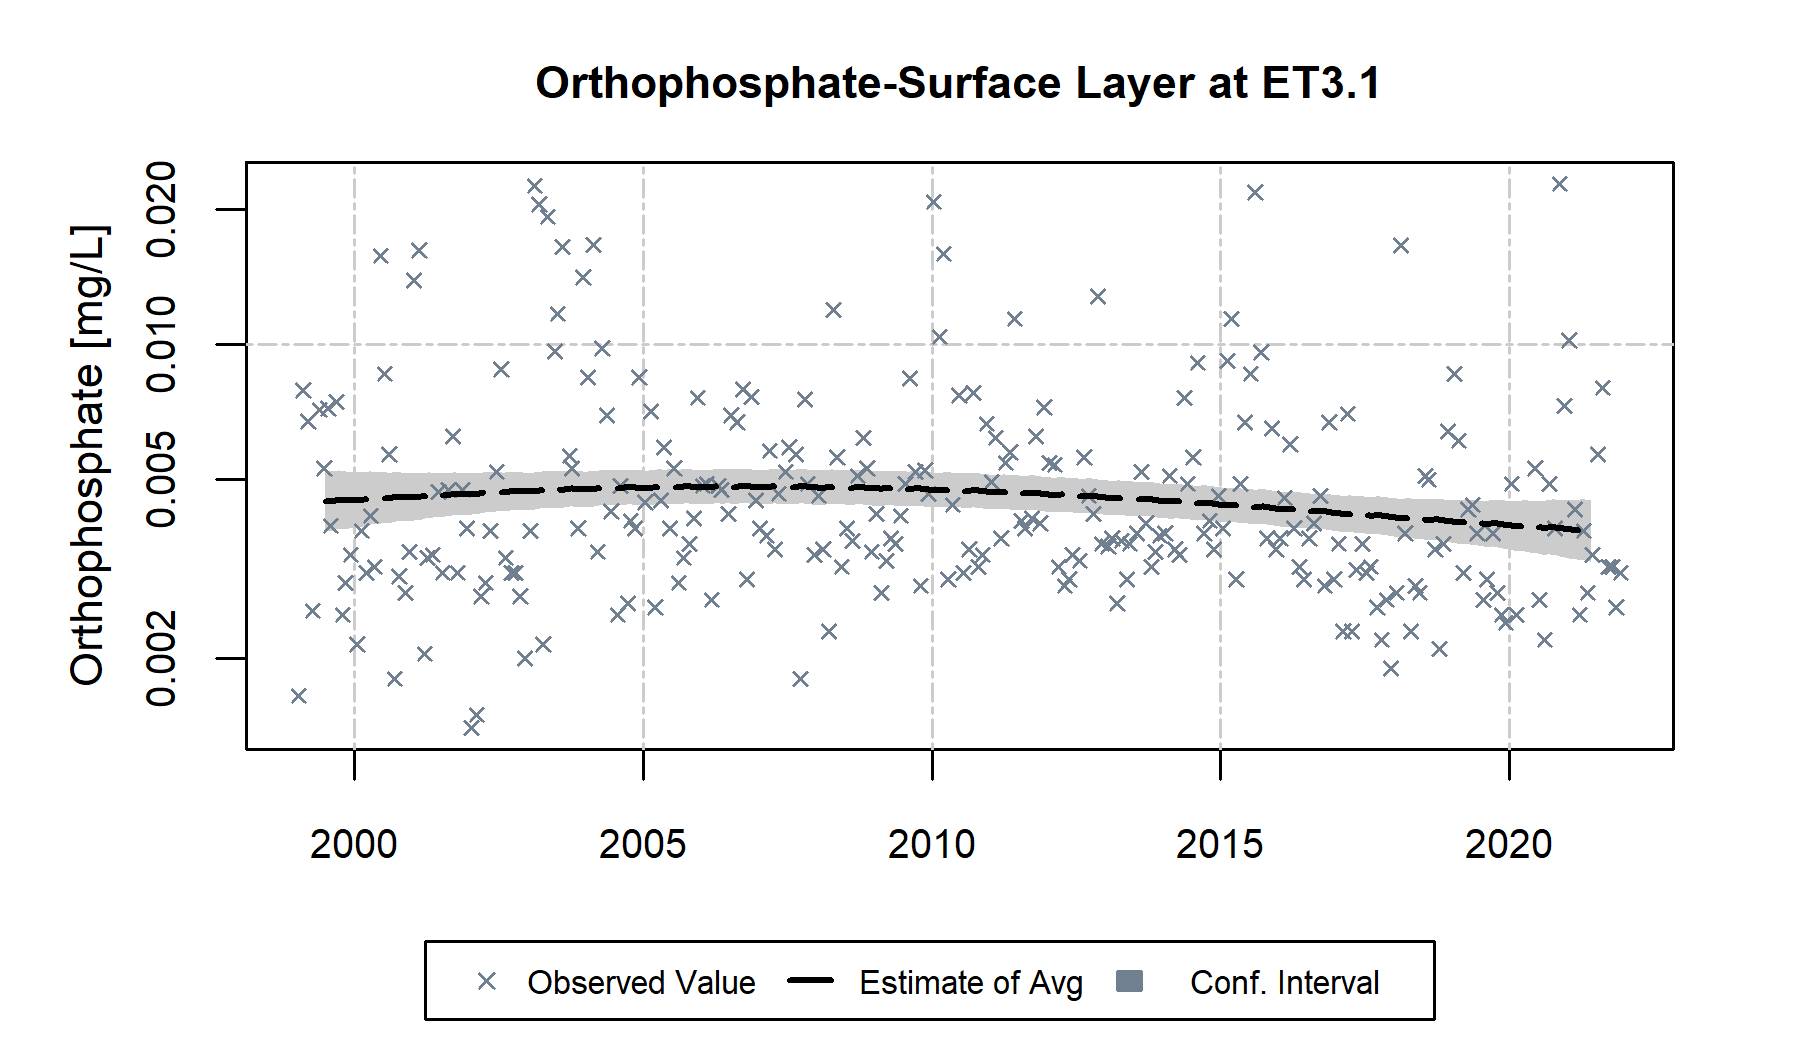 Orthophosphate-Surface Layer at ET3.1
Orthophosphate [mg/L]
0.020
0.010
0.005
0.002
2000 2005 2010 2015 2020
Observed Value Estimate of Avg Conf. Interval